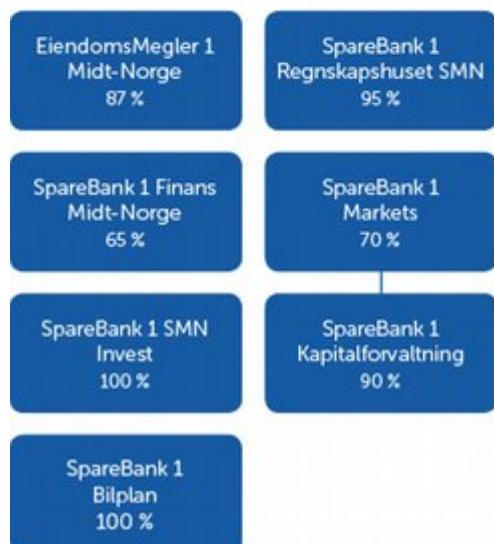 EiendomsMegler 1
Midt-Norge
87 %
SpareBank 1
Regnskapshuset SMN
95 %
SpareBank 1 Finans
Midt-Norge
65 %
SpareBank 1
Markets
70 %
SpareBank 1 SMN
Invest
100 %
SpareBank 1
Kapitalforvaltning
90 %
SpareBank 1
Bilplan
100 %